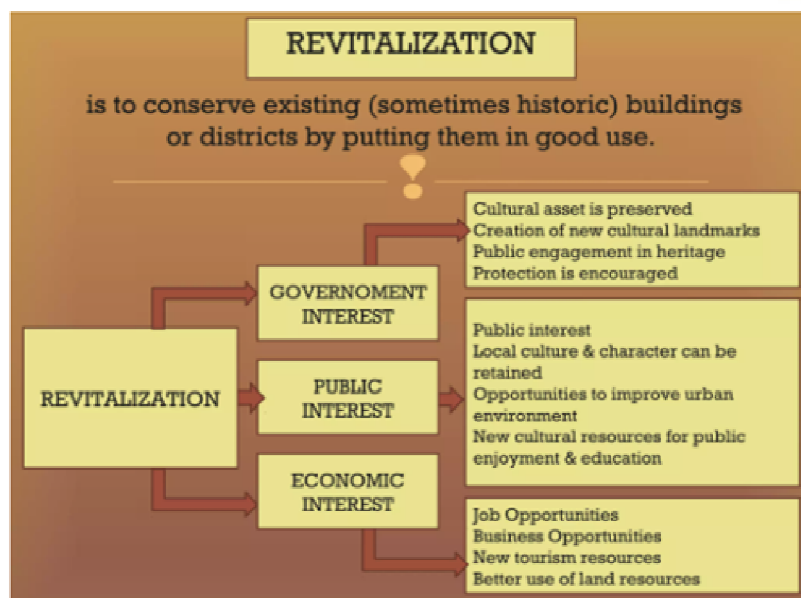 REVITALIZATION
is to conserve existing (sometimes historic) buildings
or districts by putting them in good use.
REVITALIZATION
GOVERNOMENT
INTEREST
Cultural asset is preserved
Creation of new cultural landmarks
Public engagement in heritage
Protection is encouraged
PUBLIC
INTEREST
Public interest
Local culture & character can be
retained
Opportunities to improve urban
environment
New cultural resources for public
enjoyment & education
ECONOMIC
INTEREST
Job Opportunities
Business Opportunities
New tourism resources
Better use of land resources